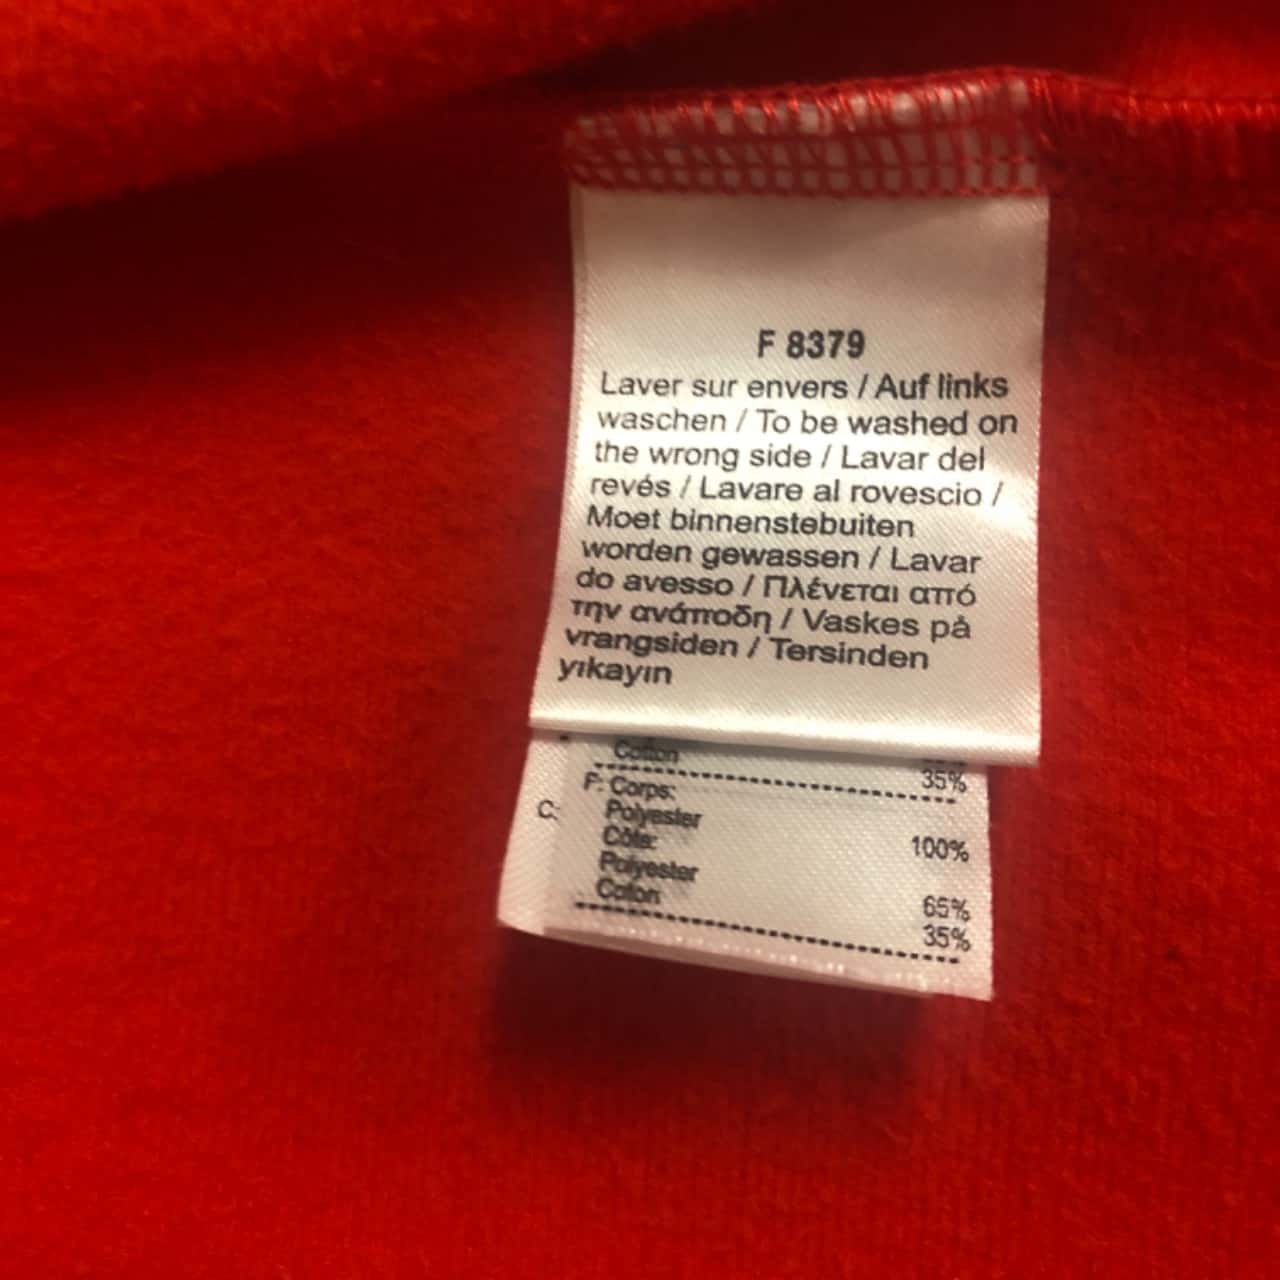 F 8379
Laver sur envers / Auf links
waschen / To be washed on
the wrong side / Lavar del
revés / Lavare al rovescio /
Moet binnenstebuiten
worden gewassen / Lavar
do avesso / Πλένεται από
την ανάποδη / Vaskes på
vrangsiden / Tersinden
yıkayın
Cotton
35%
F: Corps:
C:
Polyester 100%
Côte:
Polyester 65%
Coton 35%